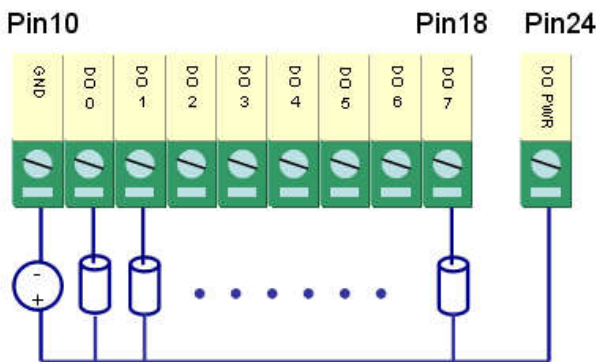 Pin10 Pin18 Pin24
GND DO 0 DO 1 DO 2 DO 3 DO 4 DO 5 DO 6 DO 7 DO PWR
-
+